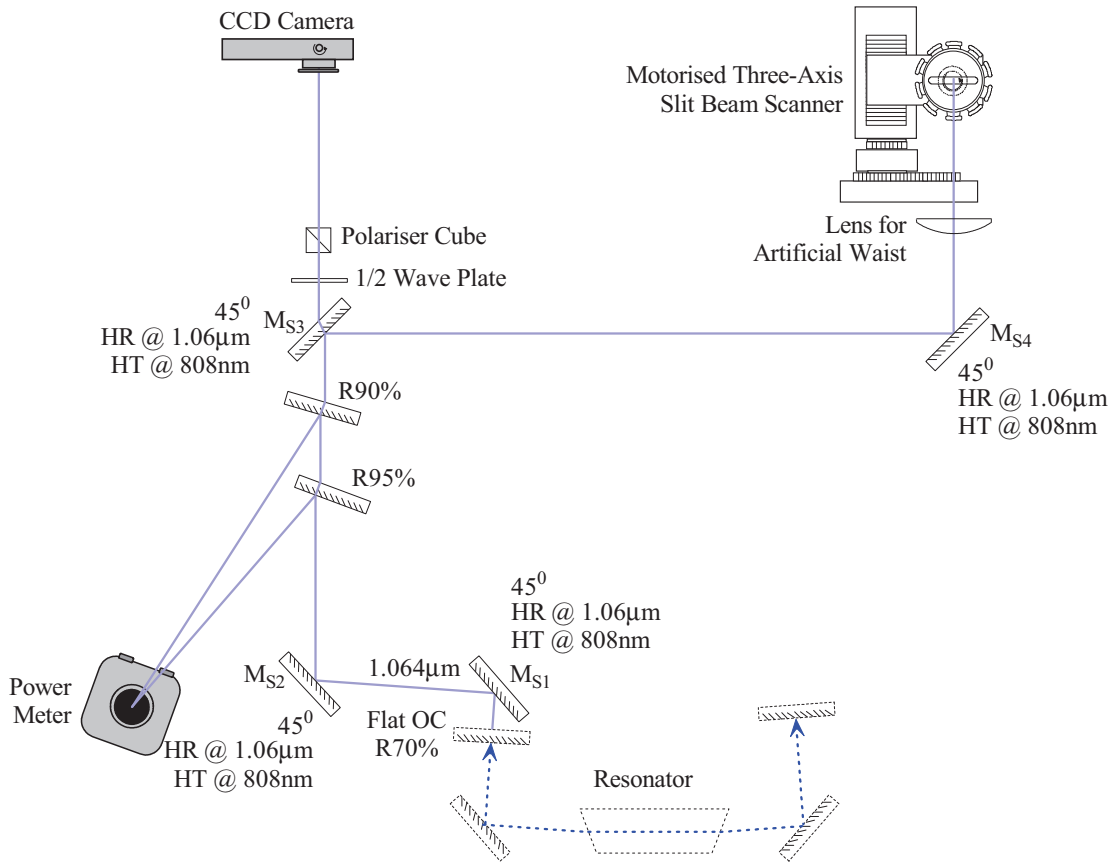 CCD Camera
Motorised Three-Axis
Slit Beam Scanner
Polariser Cube
Lens for
Artificial Waist
1/2 Wave Plate
45⁰
HR @ 1.06µm
HT @ 808nm
M_S3
M_S4
45⁰
HR @ 1.06µm
HT @ 808nm
R90%
R95%
45⁰
HR @ 1.06µm
HT @ 808nm
1.064µm
M_S2
M_S1
Power
Meter
45⁰
HR @ 1.06µm
HT @ 808nm
Flat OC
R70%
Resonator